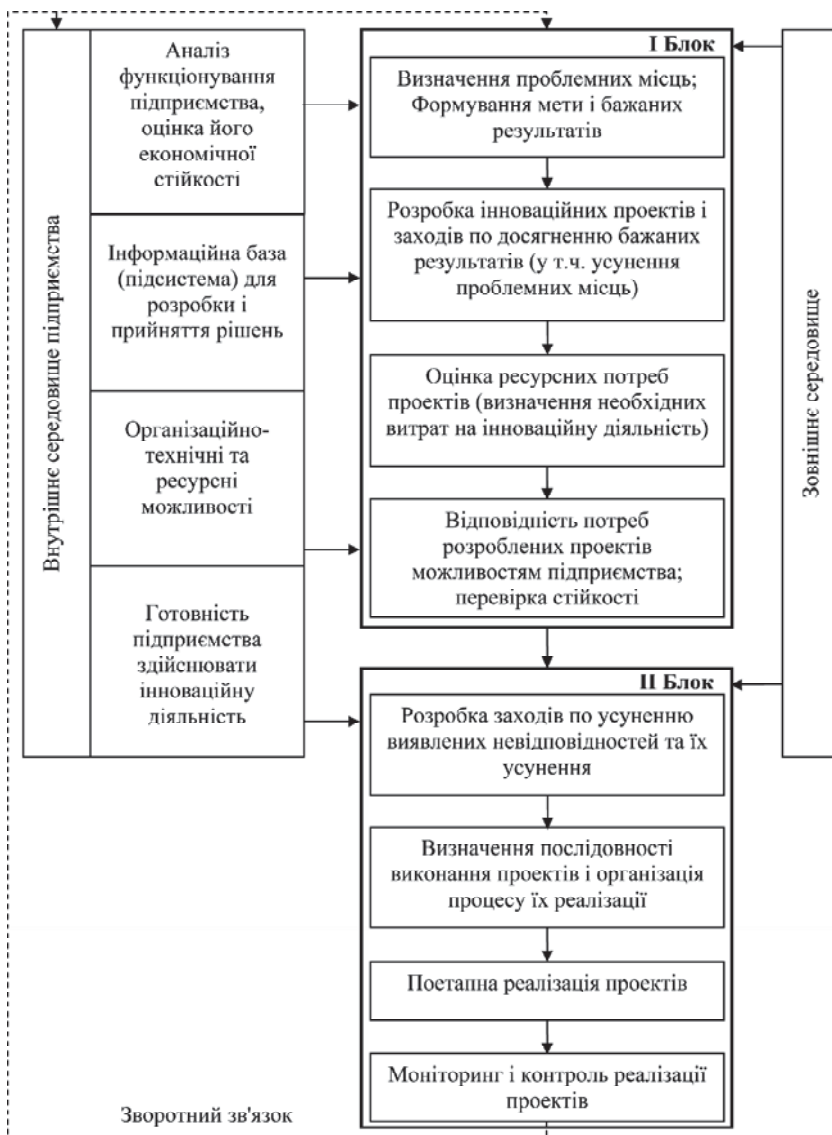 Внутрішнє середовище підприємства
Аналіз
функціонування
підприємства,
оцінка його
економічної
стійкості
Інформаційна база
(підсистема) для
розробки і
прийняття рішень
Організаційно-
технічні та
ресурсні
можливості
Готовність
підприємства
здійснювати
інноваційну
діяльність
І Блок
Визначення проблемних місць;
Формування мети і бажаних
результатів
Розробка інноваційних проектів і
заходів по досягненню бажаних
результатів (у т.ч. усунення
проблемних місць)
Оцінка ресурсних потреб
проектів (визначення необхідних
витрат на інноваційну діяльність)
Відповідність потреб
розроблених проектів
можливостям підприємства;
перевірка стійкості
ІІ Блок
Розробка заходів по усуненню
виявлених невідповідностей та їх
усунення
Визначення послідовності
виконання проектів і організація
процесу їх реалізації
Поетапна реалізація проектів
Моніторинг і контроль реалізації
проектів
Зовнішнє середовище
Зворотний зв'язок